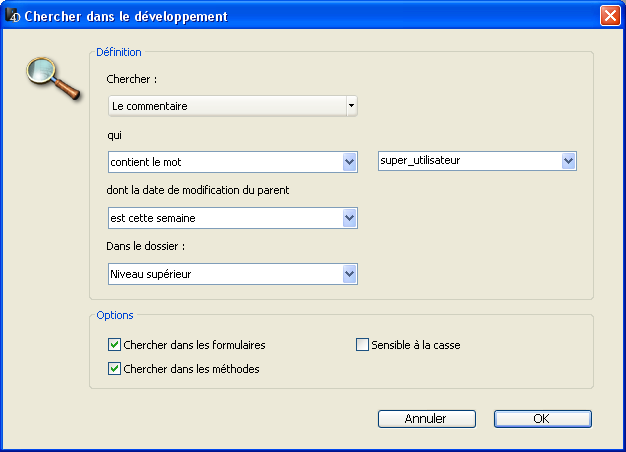 Chercher dans le développement
Définition
Chercher :
Le commentaire
qui
contient le mot super_utilisateur
dont la date de modification du parent
est cette semaine
Dans le dossier :
Niveau supérieur
Options
Chercher dans les formulaires Sensible à la casse
Chercher dans les méthodes
Annuler OK